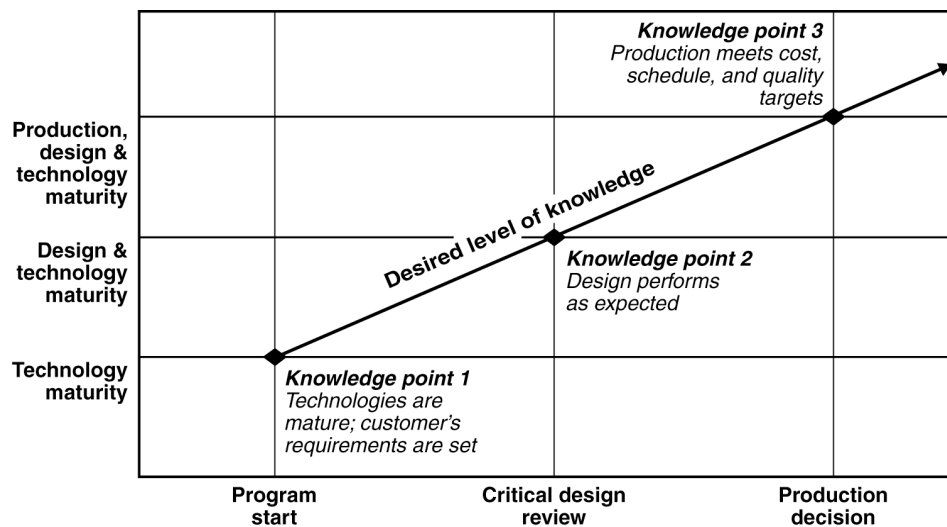 Knowledge point 3
Production meets cost,
schedule, and quality
targets
Production,
design &
technology
maturity
Desired level of knowledge
Design &
technology
maturity
Knowledge point 2
Design performs
as expected
Technology
maturity
Knowledge point 1
Technologies are
mature; customer’s
requirements are set
Program
start
Critical design
review
Production
decision